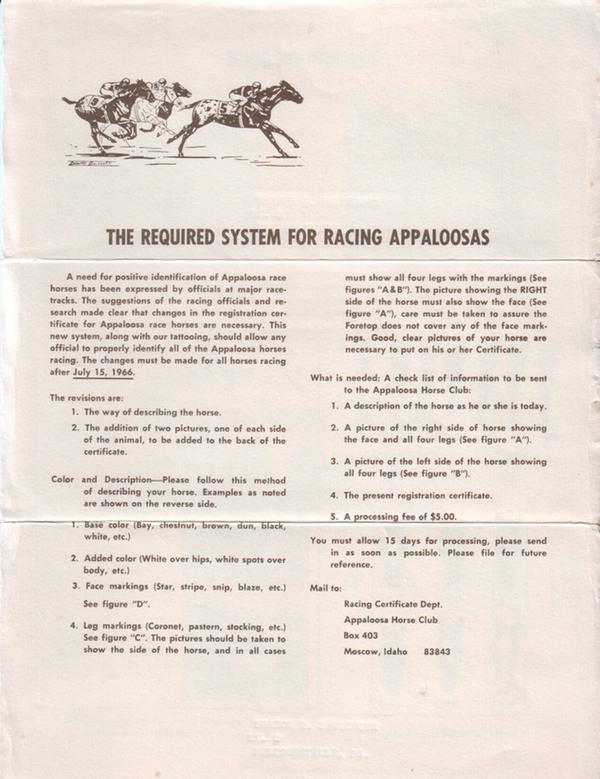 THE REQUIRED SYSTEM FOR RACING APPALOOSAS
A need for positive identification of Appaloosa race
horses has been expressed by officials at major race-
tracks. The suggestions of the racing officials and re-
search made clear that changes in the registration cer-
tificate for Appaloosa race horses are necessary. This
new system, along with our tattooing, should allow any
official to properly identify all of the Appaloosa horses
racing. The changes must be made for all horses racing
after July 15, 1966.
The revisions are:
1. The way of describing the horse.
2. The addition of two pictures, one of each side
of the animal, to be added to the back of the
certificate.
Color and Description—Please follow this method
of describing your horse. Examples as noted
are shown on the reverse side.
1. Base color (Bay, chestnut, brown, dun, black,
white, etc.)
2. Added color (White over hips, white spots over
body, etc.)
3. Face markings (Star, stripe, snip, blaze, etc.)
See figure "D".
4. Leg markings (Coronet, pastern, stocking, etc.)
See figure "C". The pictures should be taken to
show the side of the horse, and in all cases
must show all four legs with the markings (See
figures "A&B"). The picture showing the RIGHT
side of the horse must also show the face (See
figure "A"), care must be taken to assure the
Foretop does not cover any of the face mark-
ings. Good, clear pictures of your horse are
necessary to put on his or her Certificate.
What is needed: A check list of information to be sent
to the Appaloosa Horse Club:
1. A description of the horse as he or she is today.
2. A picture of the right side of horse showing
the face and all four legs (See figure "A").
3. A picture of the left side of the horse showing
all four legs (See figure "B").
4. The present registration certificate.
5. A processing fee of $5.00.
You must allow 15 days for processing, please send
in as soon as possible. Please file for future
reference.
Mail to:
Racing Certificate Dept.
Appaloosa Horse Club
Box 403
Moscow, Idaho 83843